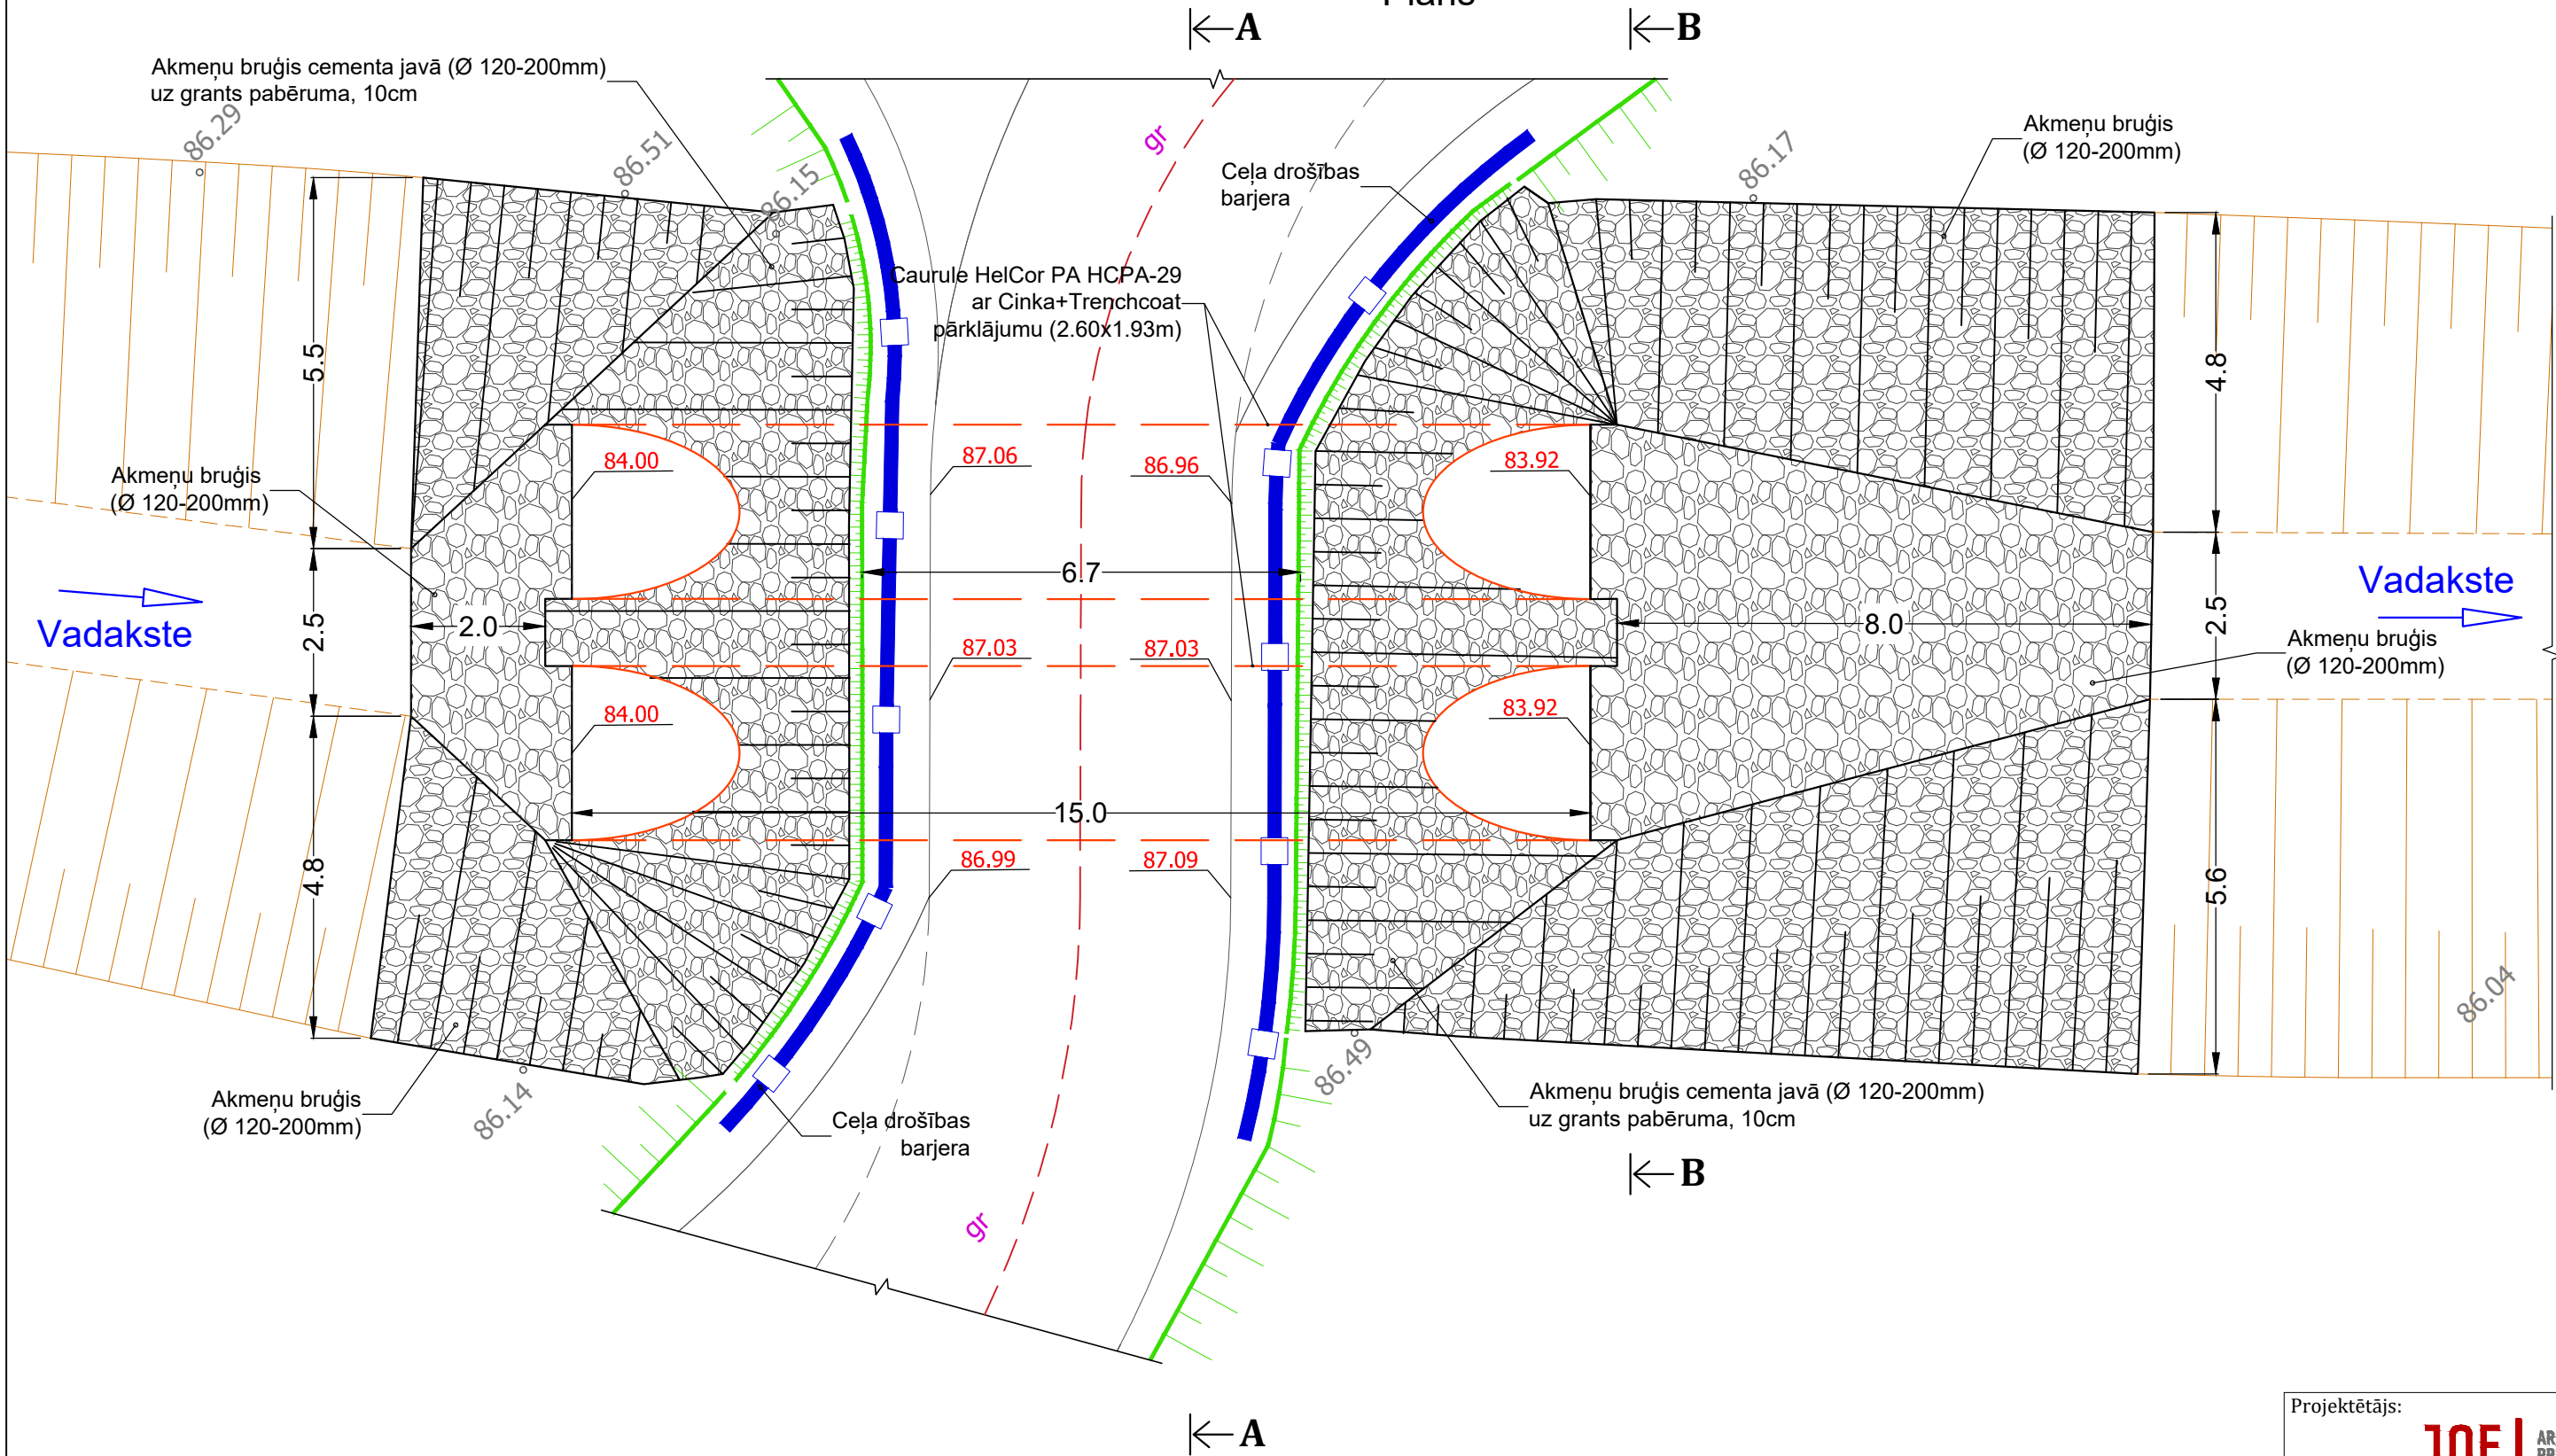 Plāns
A
B
Akmeņu bruģis cementa javā (Ø 120-200mm)
uz grants pabēruma, 10cm
86.29
86.51
86.15
gr
Ceļa drošības
barjera
86.17
Akmeņu bruģis
(Ø 120-200mm)
Caurule HelCor PA HCPA-29
ar Cinka+Trenchcoat
pārklājumu (2.60x1.93m)
5.5
4.8
Akmeņu bruģis
(Ø 120-200mm)
84.00
87.06
86.96
83.92
6.7
Vadakste
2.5
2.0
8.0
2.5
Vadakste
87.03
87.03
Akmeņu bruģis
(Ø 120-200mm)
84.00
83.92
15.0
4.8
86.99
87.09
5.6
86.04
86.14
86.49
Akmeņu bruģis
(Ø 120-200mm)
Ceļa drošības
barjera
Akmeņu bruģis cementa javā (Ø 120-200mm)
uz grants pabēruma, 10cm
B
gr
A
Projektētājs: